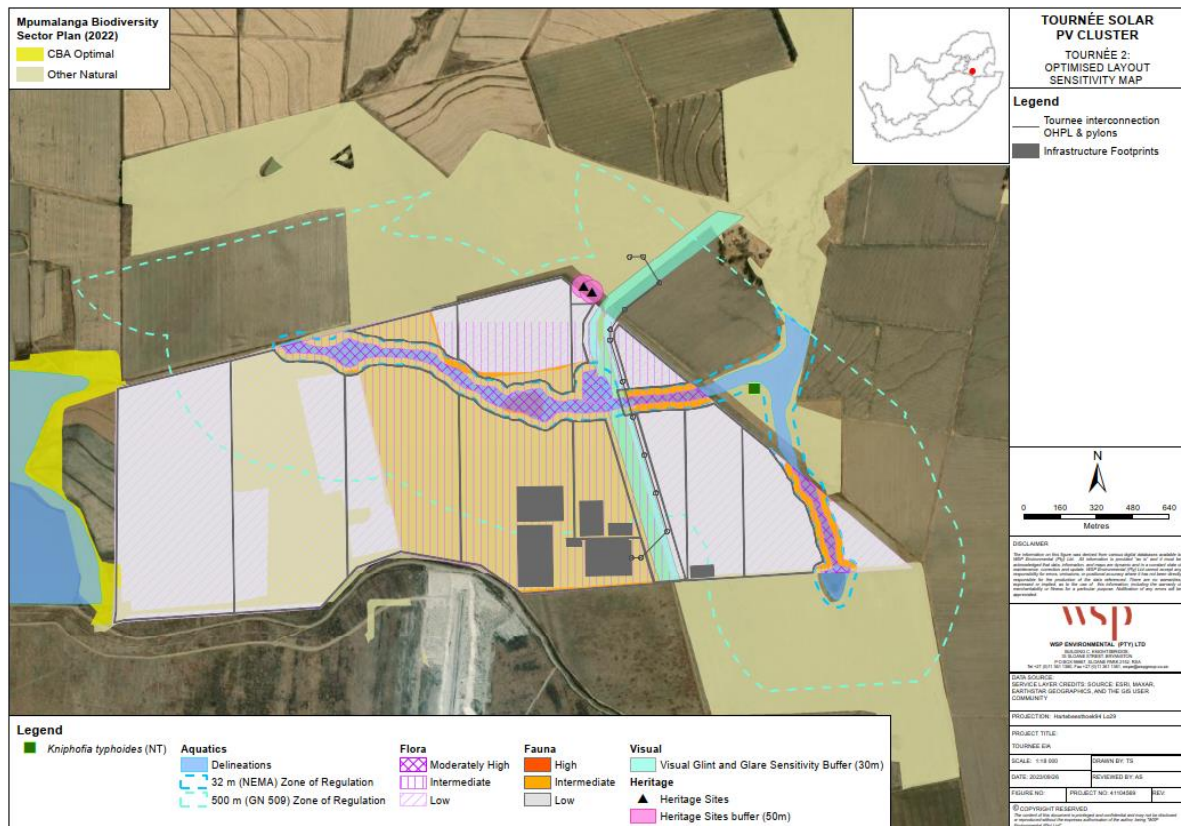 Mpumalanga Biodiversity
Sector Plan (2022)
CBA Optimal
Other Natural
TOURNÉE SOLAR
PV CLUSTER
TOURNÉE 2:
OPTIMISED LAYOUT
SENSITIVITY MAP
Legend
Tournee interconnection
OHPL & pylons
Infrastructure Footprints
N
0 160 320 480 640
Metres
DISCLAIMER
wsp
WSP ENVIRONMENTAL (PTY) LTD
DATA SOURCE:
SERVICE LAYER CREDITS: SOURCE: ESRI, MAXAR,
EARTHSTAR GEOGRAPHICS, AND THE GIS USER
COMMUNITY
PROJECTION: Hartebeesthoek94 Lo29
PROJECT TITLE:
TOURNEE EIA
SCALE: 1:18 000 DRAWN BY: TS
DATE: 2023/09/26 REVIEWED BY: AS
FIGURE NO: PROJECT NO: 41104569 REV:
© COPYRIGHT RESERVED
Legend
Kniphofia typhoides (NT)
Aquatics
Delineations
32 m (NEMA) Zone of Regulation
500 m (GN 509) Zone of Regulation
Flora
Moderately High
Intermediate
Low
Fauna
High
Intermediate
Low
Visual
Visual Glint and Glare Sensitivity Buffer (30m)
Heritage
Heritage Sites
Heritage Sites buffer (50m)